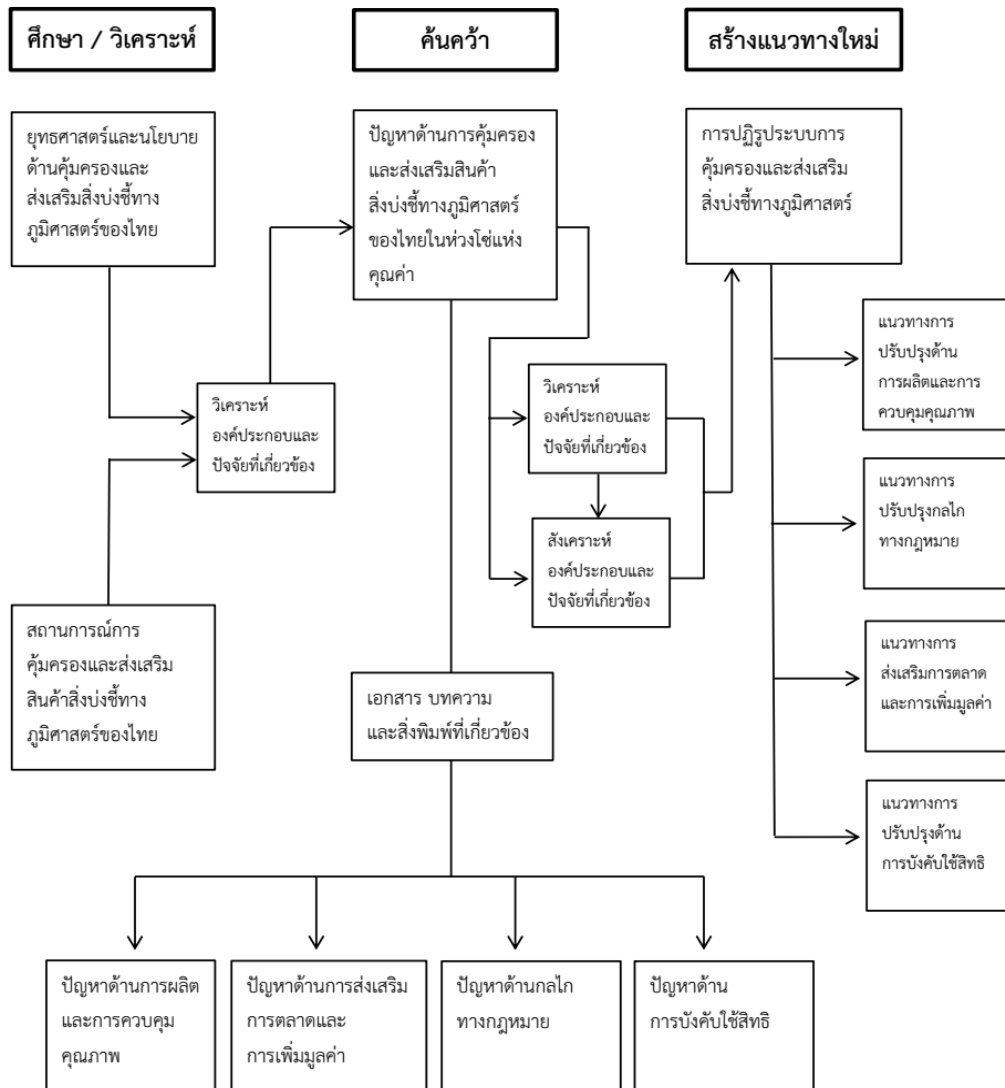 ศึกษา / วิเคราะห์
ค้นคว้า
สร้างแนวทางใหม่
ยุทธศาสตร์และนโยบาย
ด้านคุ้มครองและ
ส่งเสริมสิ่งบ่งชี้ทาง
ภูมิศาสตร์ของไทย
ปัญหาด้านการคุ้มครอง
และส่งเสริมสินค้า
สิ่งบ่งชี้ทางภูมิศาสตร์
ของไทยในห่วงโซ่แห่ง
คุณค่า
การปฏิรูประบบการ
คุ้มครองและส่งเสริม
สิ่งบ่งชี้ทางภูมิศาสตร์
แนวทางการ
ปรับปรุงด้าน
การผลิตและการ
ควบคุมคุณภาพ
วิเคราะห์
องค์ประกอบและ
ปัจจัยที่เกี่ยวข้อง
วิเคราะห์
องค์ประกอบและ
ปัจจัยที่เกี่ยวข้อง
แนวทางการ
ปรับปรุงกลไก
ทางกฎหมาย
สังเคราะห์
องค์ประกอบและ
ปัจจัยที่เกี่ยวข้อง
สถานการณ์การ
คุ้มครองและส่งเสริม
สินค้าสิ่งบ่งชี้ทาง
ภูมิศาสตร์ของไทย
แนวทางการ
ส่งเสริมการตลาด
และการเพิ่มมูลค่า
เอกสาร บทความ
และสิ่งพิมพ์ที่เกี่ยวข้อง
แนวทางการ
ปรับปรุงด้าน
การบังคับใช้สิทธิ
ปัญหาด้านการผลิต
และการควบคุม
คุณภาพ
ปัญหาด้านการส่งเสริม
การตลาดและ
การเพิ่มมูลค่า
ปัญหาด้านกลไก
ทางกฎหมาย
ปัญหาด้าน
การบังคับใช้สิทธิ